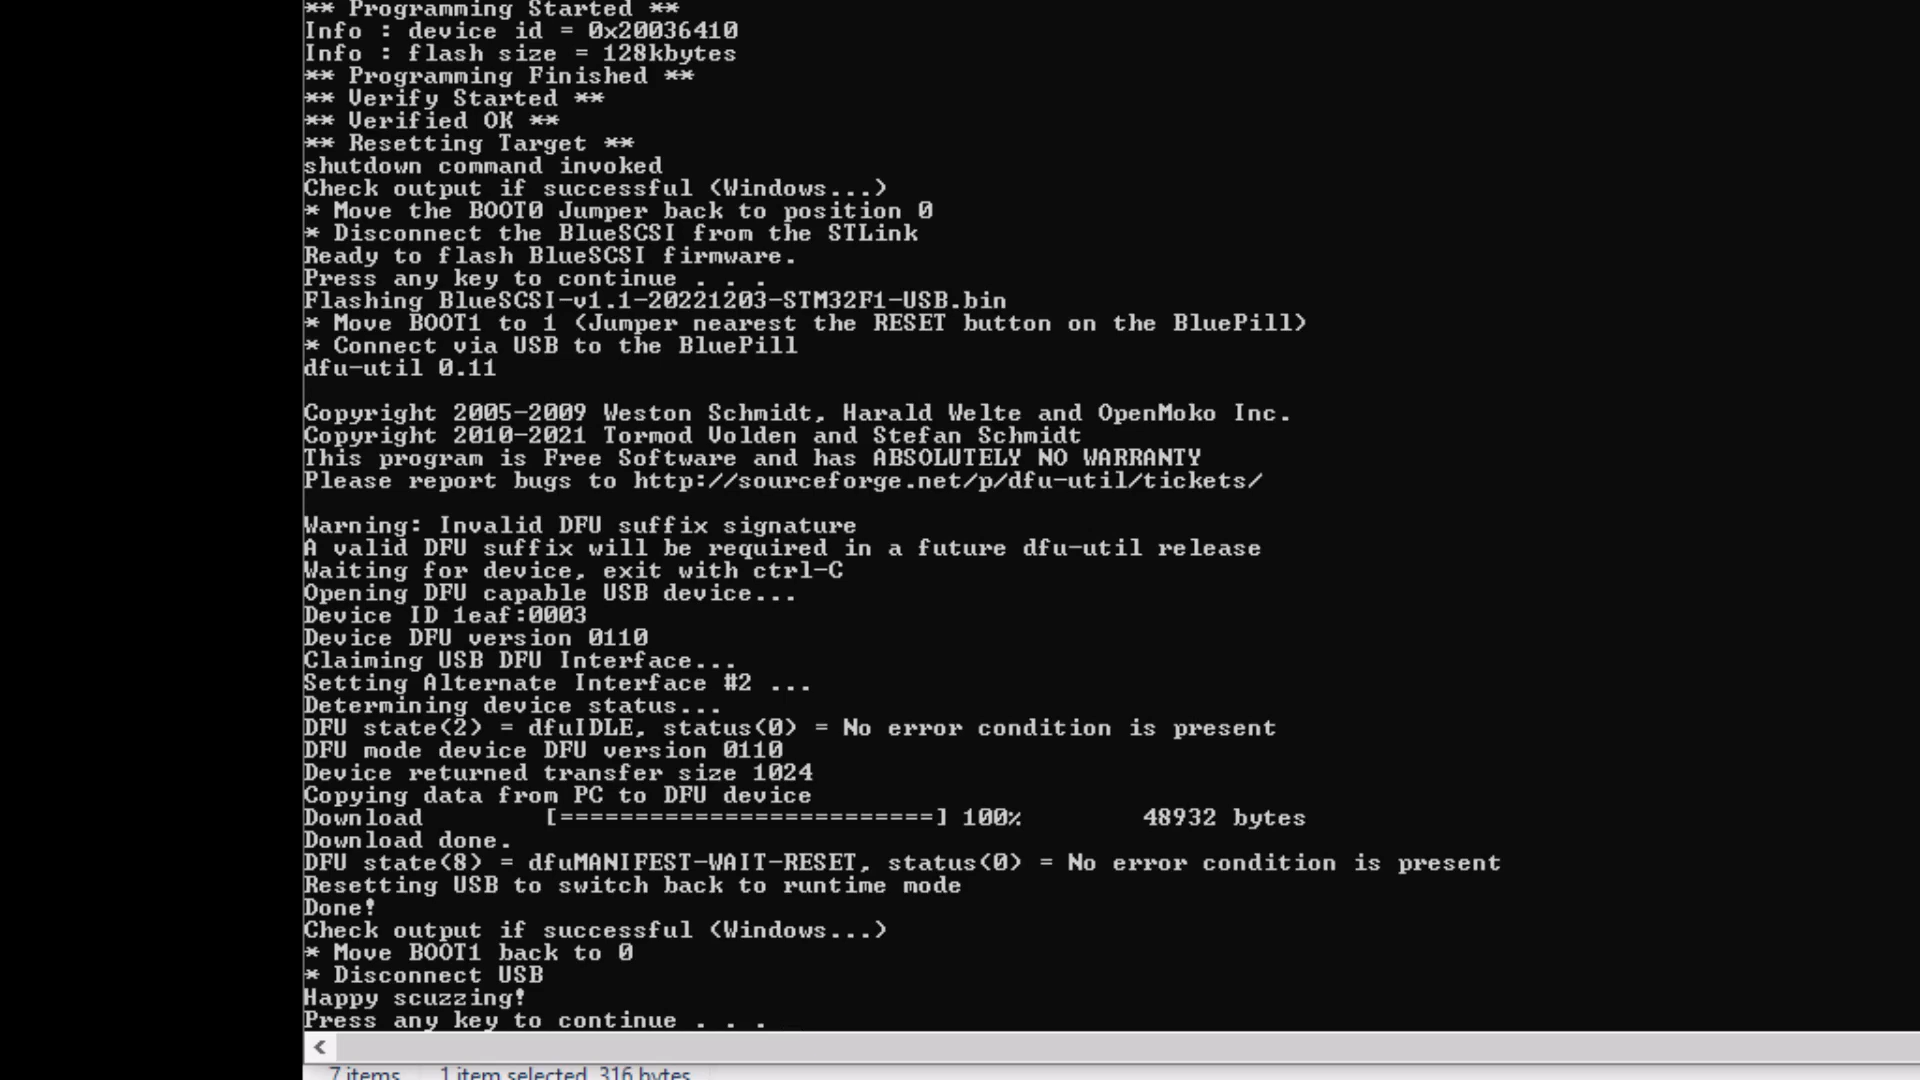 ** Programming Started **
Info : device id = 0x20036410
Info : flash size = 128kbytes
** Programming Finished **
** Verify Started **
** Verified OK **
** Resetting Target **
shutdown command invoked
Check output if successful (Windows...)
* Move the BOOT0 Jumper back to position 0
* Disconnect the BlueSCSI from the STLink
Ready to flash BlueSCSI firmware.
Press any key to continue . . .
Flashing BlueSCSI-v1.1-20221203-STM32F1-USB.bin
* Move BOOT1 to 1 (Jumper nearest the RESET button on the BluePill)
* Connect via USB to the BluePill
dfu-util 0.11
Copyright 2005-2009 Weston Schmidt, Harald Welte and OpenMoko Inc.
Copyright 2010-2021 Tormod Volden and Stefan Schmidt
This program is Free Software and has ABSOLUTELY NO WARRANTY
Please report bugs to http://sourceforge.net/p/dfu-util/tickets/
Warning: Invalid DFU suffix signature
A valid DFU suffix will be required in a future dfu-util release
Waiting for device, exit with ctrl-C
Opening DFU capable USB device...
Device ID 1eaf:0003
Device DFU version 0110
Claiming USB DFU Interface...
Setting Alternate Interface #2 ...
Determining device status...
DFU state(2) = dfuIDLE, status(0) = No error condition is present
DFU mode device DFU version 0110
Device returned transfer size 1024
Copying data from PC to DFU device
Download [=========================] 100% 48932 bytes
Download done.
DFU state(8) = dfuMANIFEST-WAIT-RESET, status(0) = No error condition is present
Resetting USB to switch back to runtime mode
Done!
Check output if successful (Windows...)
* Move BOOT1 back to 0
* Disconnect USB
Happy scuzzing!
Press any key to continue . . .
7 items 1 item selected 316 bytes